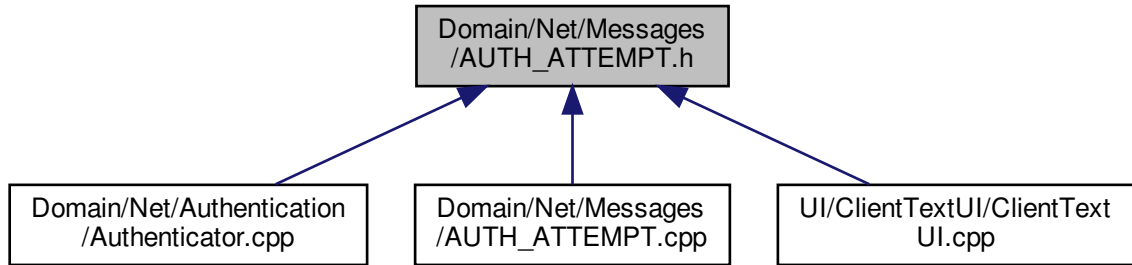 Domain/Net/Messages
/AUTH_ATTEMPT.h
Domain/Net/Authentication
/Authenticator.cpp
Domain/Net/Messages
/AUTH_ATTEMPT.cpp
UI/ClientTextUI/ClientText
UI.cpp